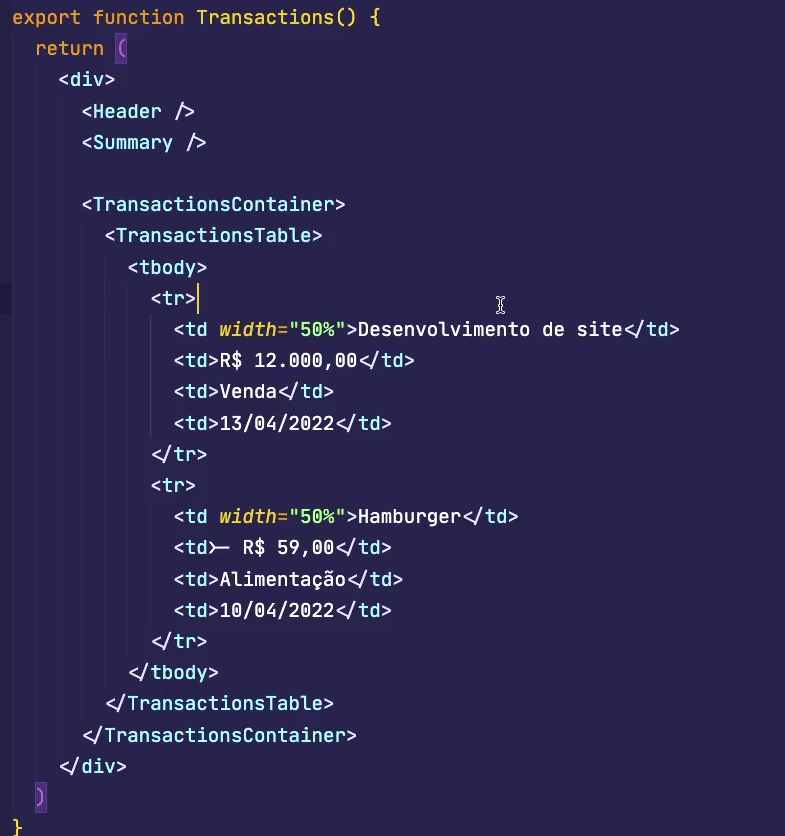 export function Transactions() {
  return (
    <div>
      <Header />
      <Summary />

      <TransactionsContainer>
        <TransactionsTable>
          <tbody>
            <tr>
              <td width="50%">Desenvolvimento de site</td>
              <td>R$ 12.000,00</td>
              <td>Venda</td>
              <td>13/04/2022</td>
            </tr>
            <tr>
              <td width="50%">Hamburger</td>
              <td>- R$ 59,00</td>
              <td>Alimentação</td>
              <td>10/04/2022</td>
            </tr>
          </tbody>
        </TransactionsTable>
      </TransactionsContainer>
    </div>
  )
}